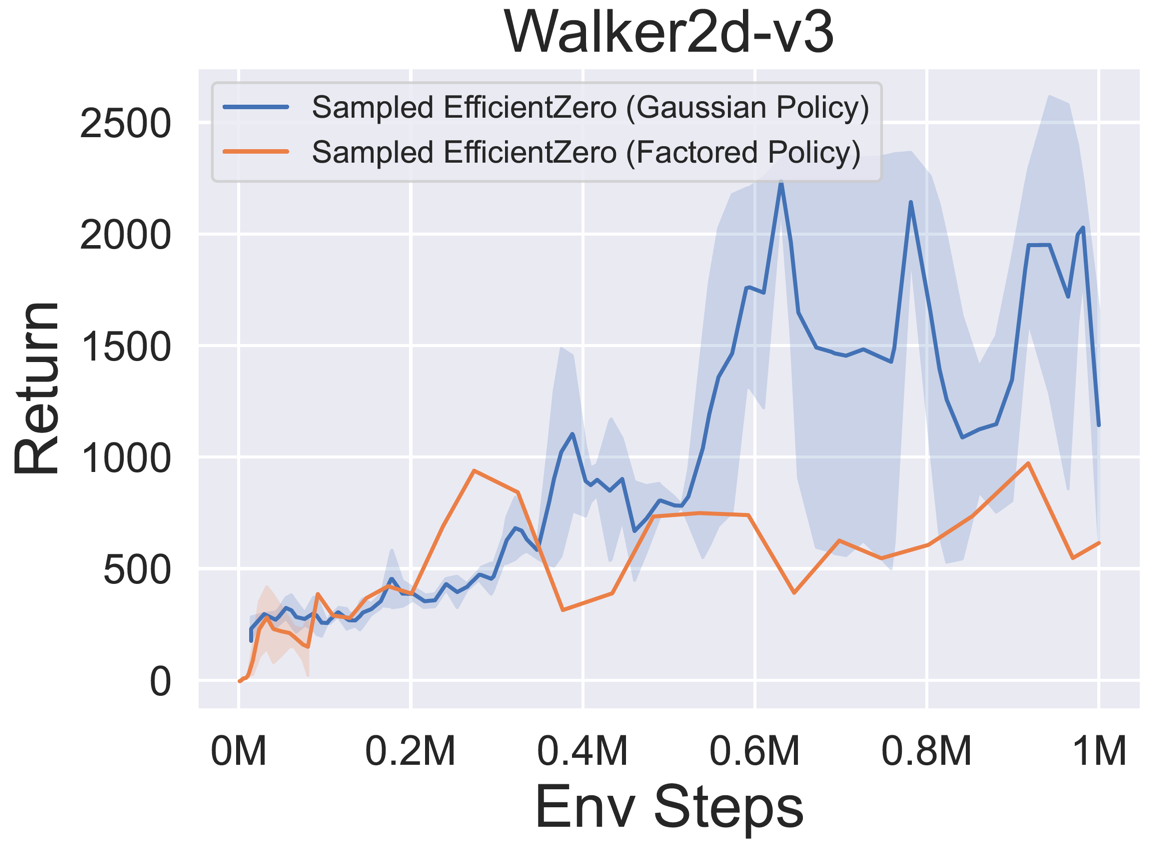 Walker2d-v3
Sampled EfficientZero (Gaussian Policy)
Sampled EfficientZero (Factored Policy)
2500
2000
1500
1000
500
0
Return
0M 0.2M 0.4M 0.6M 0.8M 1M
Env Steps